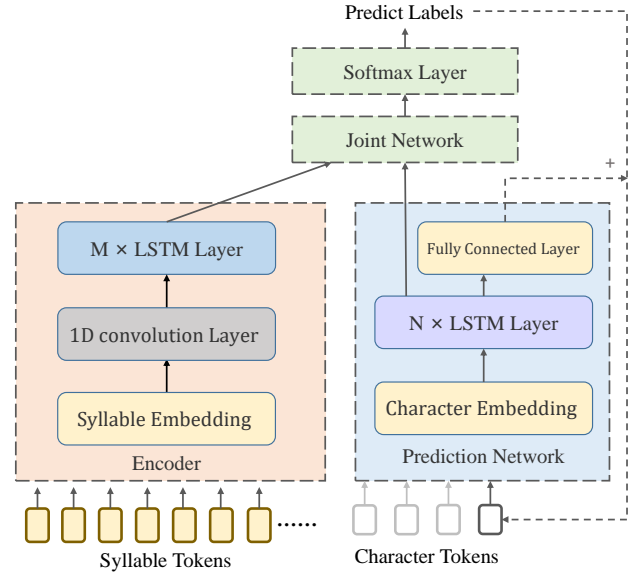 Predict Labels
Softmax Layer
Joint Network
+
M × LSTM Layer
Fully Connected Layer
1D convolution Layer
N × LSTM Layer
Syllable Embedding
Character Embedding
Encoder
Prediction Network
......
Syllable Tokens
Character Tokens